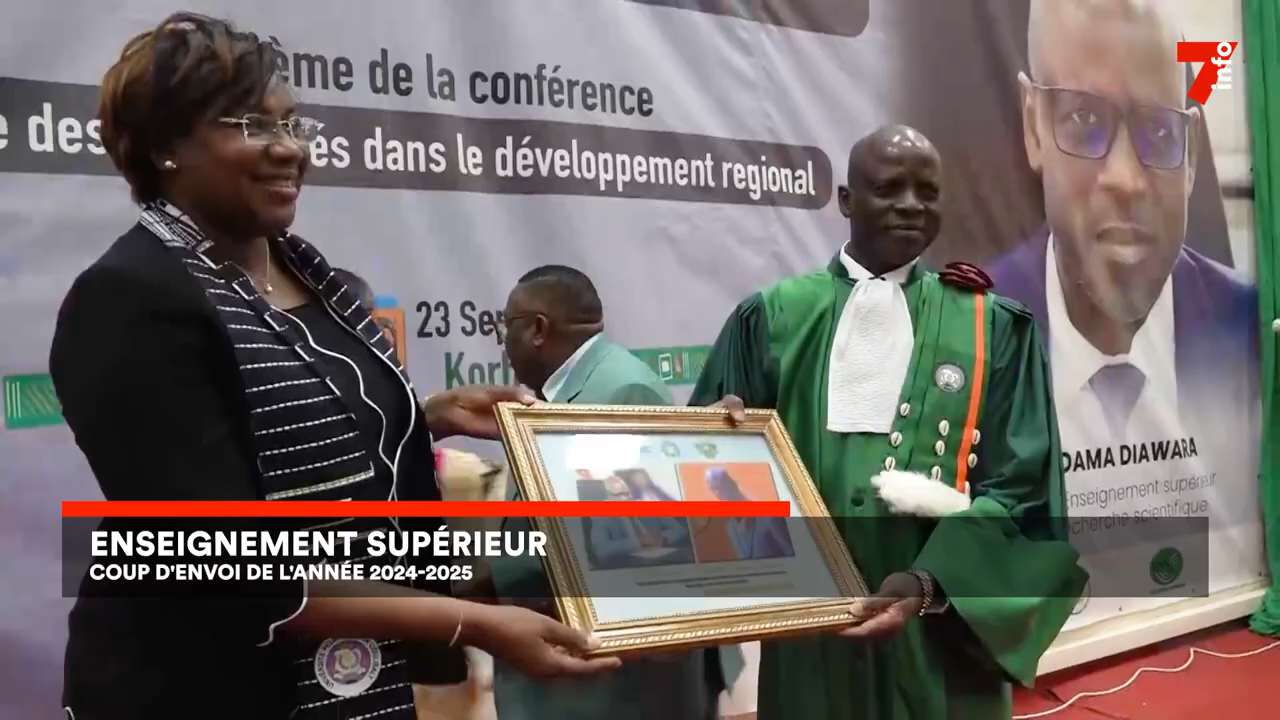 7info
ème de la conférence
e des és dans le développement regional
23 Se
Kor
DAMA DIAWARA
Enseignement supérieur
echerche scientifique
ENSEIGNEMENT SUPÉRIEUR
COUP D'ENVOI DE L'ANNÉE 2024-2025